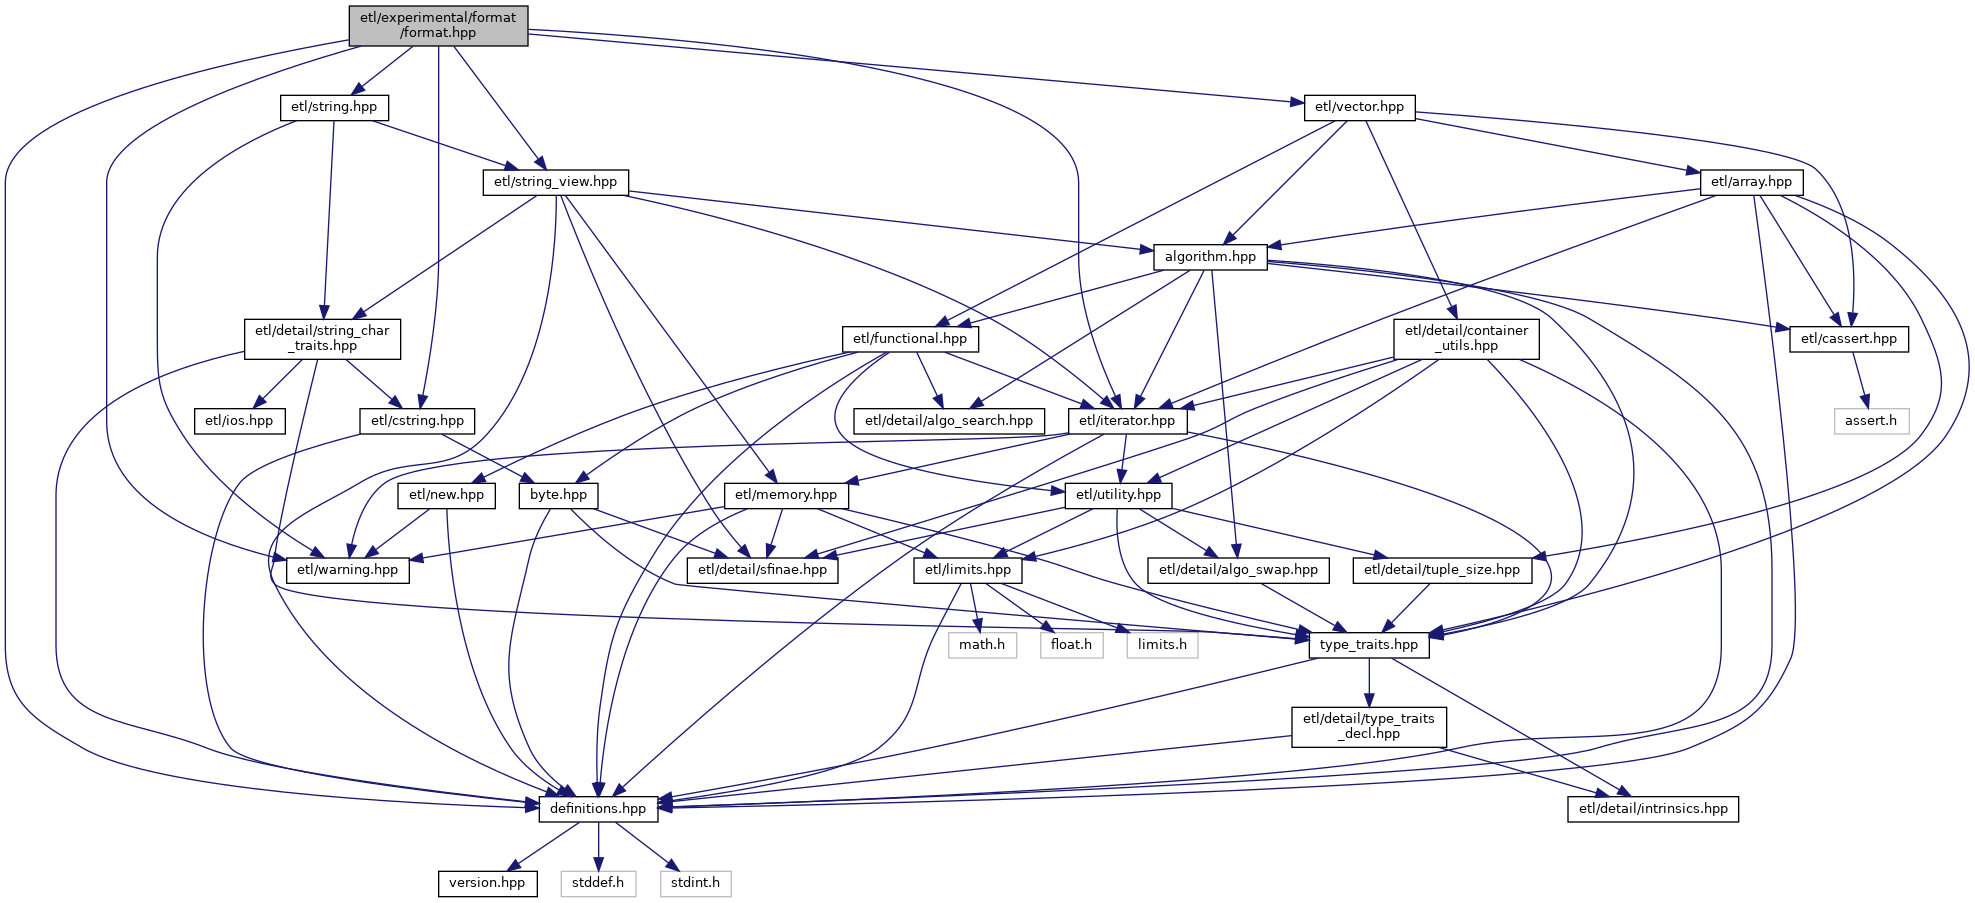 etl/experimental/format
/format.hpp
etl/string.hpp
etl/vector.hpp
etl/string_view.hpp
etl/array.hpp
algorithm.hpp
etl/detail/string_char
_traits.hpp
etl/functional.hpp
etl/detail/container
_utils.hpp
etl/cassert.hpp
etl/ios.hpp
etl/cstring.hpp
etl/detail/algo_search.hpp
etl/iterator.hpp
assert.h
etl/new.hpp
byte.hpp
etl/memory.hpp
etl/utility.hpp
etl/warning.hpp
etl/detail/sfinae.hpp
etl/limits.hpp
etl/detail/algo_swap.hpp
etl/detail/tuple_size.hpp
math.h
float.h
limits.h
type_traits.hpp
etl/detail/type_traits
_decl.hpp
definitions.hpp
etl/detail/intrinsics.hpp
version.hpp
stddef.h
stdint.h